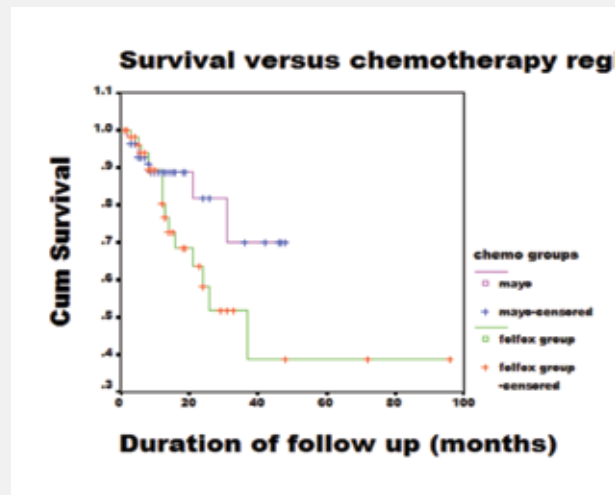 Survival versus chemotherapy reg
1.1
1.0
.9
.8
.7
.6
.5
.4
.3
0
20
40
60
80
100
Cum Survival
Duration of follow up (months)
chemo groups
mayo
mayo-censored
folfox group
folfox group
-censored